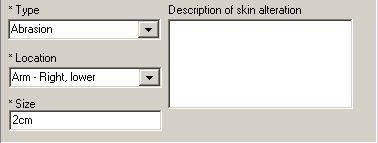 * Type
Abrasion
* Location
Arm - Right, lower
* Size
2cm
Description of skin alteration